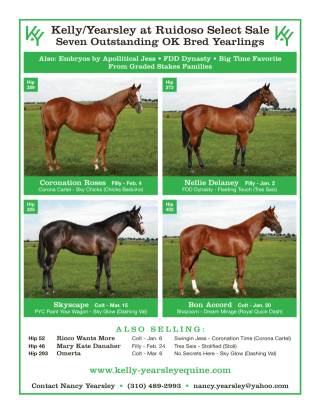 KY
Kelly/Yearsley at Ruidoso Select Sale
Seven Outstanding OK Bred Yearlings
KY
Also: Embryos by Apollitical Jess • FDD Dynasty • Big Time Favorite
From Graded Stakes Families
Hip
Hip
373
Coronation Roses Filly - Feb. 4
Corona Cartel - Sky Chicks (Chicks Beduino)
Nellie Delaney Filly - Jan. 2
FDD Dynasty - Fleeting Touch (Tres Seis)
Hip
Hip
Skyscape Colt - Mar. 15
PYC Paint Your Wagon - Sky Glow (Dashing Val)
Bon Accord Colt - Jan. 20
Shazoom - Dream Mirage (Royal Quick Dash)
ALSO SELLING:
Hip 52 Ricco Wants More Colt - Jan. 6 Swingin Jess - Coronation Time (Corona Cartel)
Hip 46 Mary Kate Danaher Filly - Feb. 24 Tres Seis - Stolified (Stoli)
Hip 293 Omerta Colt - Mar. 6 No Secrets Here - Sky Glow (Dashing Val)
www.kelly-yearsleyequine.com
Contact Nancy Yearsley • (310) 489-2993 • nancy.yearsley@yahoo.com